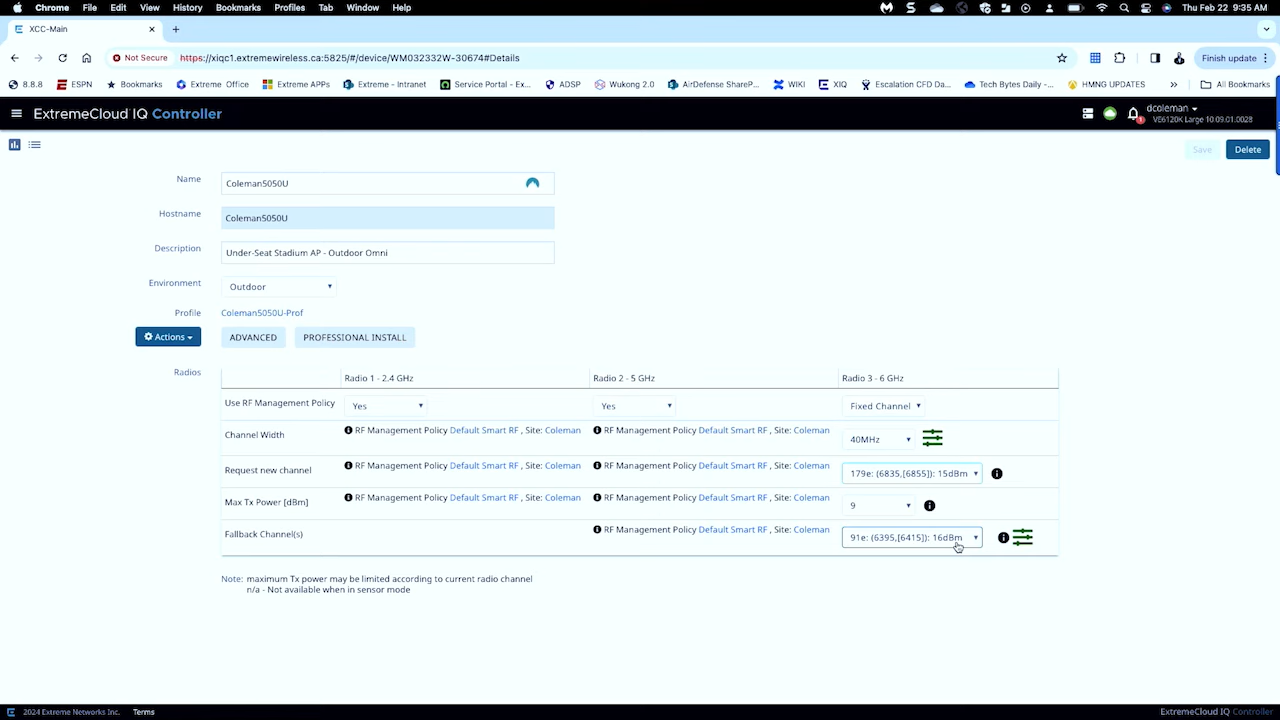 Chrome File Edit View History Bookmarks Profiles Tab Window Help Thu Feb 22 9:35 AM
XCC-Main
Not Secure https://xiqc1.extremewireless.ca:5825/#/device/WM032332W-30674#Details Finish update
8.8.8 ESPN Bookmarks Extreme Office Extreme APPs Extreme - Intranet Service Portal - Ex... ADSP Wukong 2.0 AirDefense ShareP... WIKI XIQ Escalation CFD Da... Tech Bytes Daily -... HMNG UPDATES >> All Bookmarks
ExtremeCloud IQ Controller dcoleman
VE6120K Large 10.09.01.0028
Save Delete
Name Coleman5050U
Hostname Coleman5050U
Description Under-Seat Stadium AP - Outdoor Omni
Environment Outdoor
Profile Coleman5050U-Prof
Actions ADVANCED PROFESSIONAL INSTALL
Radios Radio 1 - 2.4 GHz Radio 2 - 5 GHz Radio 3 - 6 GHz
Use RF Management Policy Yes Yes Fixed Channel
Channel Width RF Management Policy Default Smart RF , Site: Coleman RF Management Policy Default Smart RF , Site: Coleman 40MHz
Request new channel RF Management Policy Default Smart RF , Site: Coleman RF Management Policy Default Smart RF , Site: Coleman 179e: (6835,[6855]): 15dBm
Max Tx Power [dBm] RF Management Policy Default Smart RF , Site: Coleman RF Management Policy Default Smart RF , Site: Coleman 9
Fallback Channel(s) RF Management Policy Default Smart RF , Site: Coleman 91e: (6395,[6415]): 16dBm
Note: maximum Tx power may be limited according to current radio channel
n/a - Not available when in sensor mode
2024 Extreme Networks Inc. Terms ExtremeCloud IQ Controller